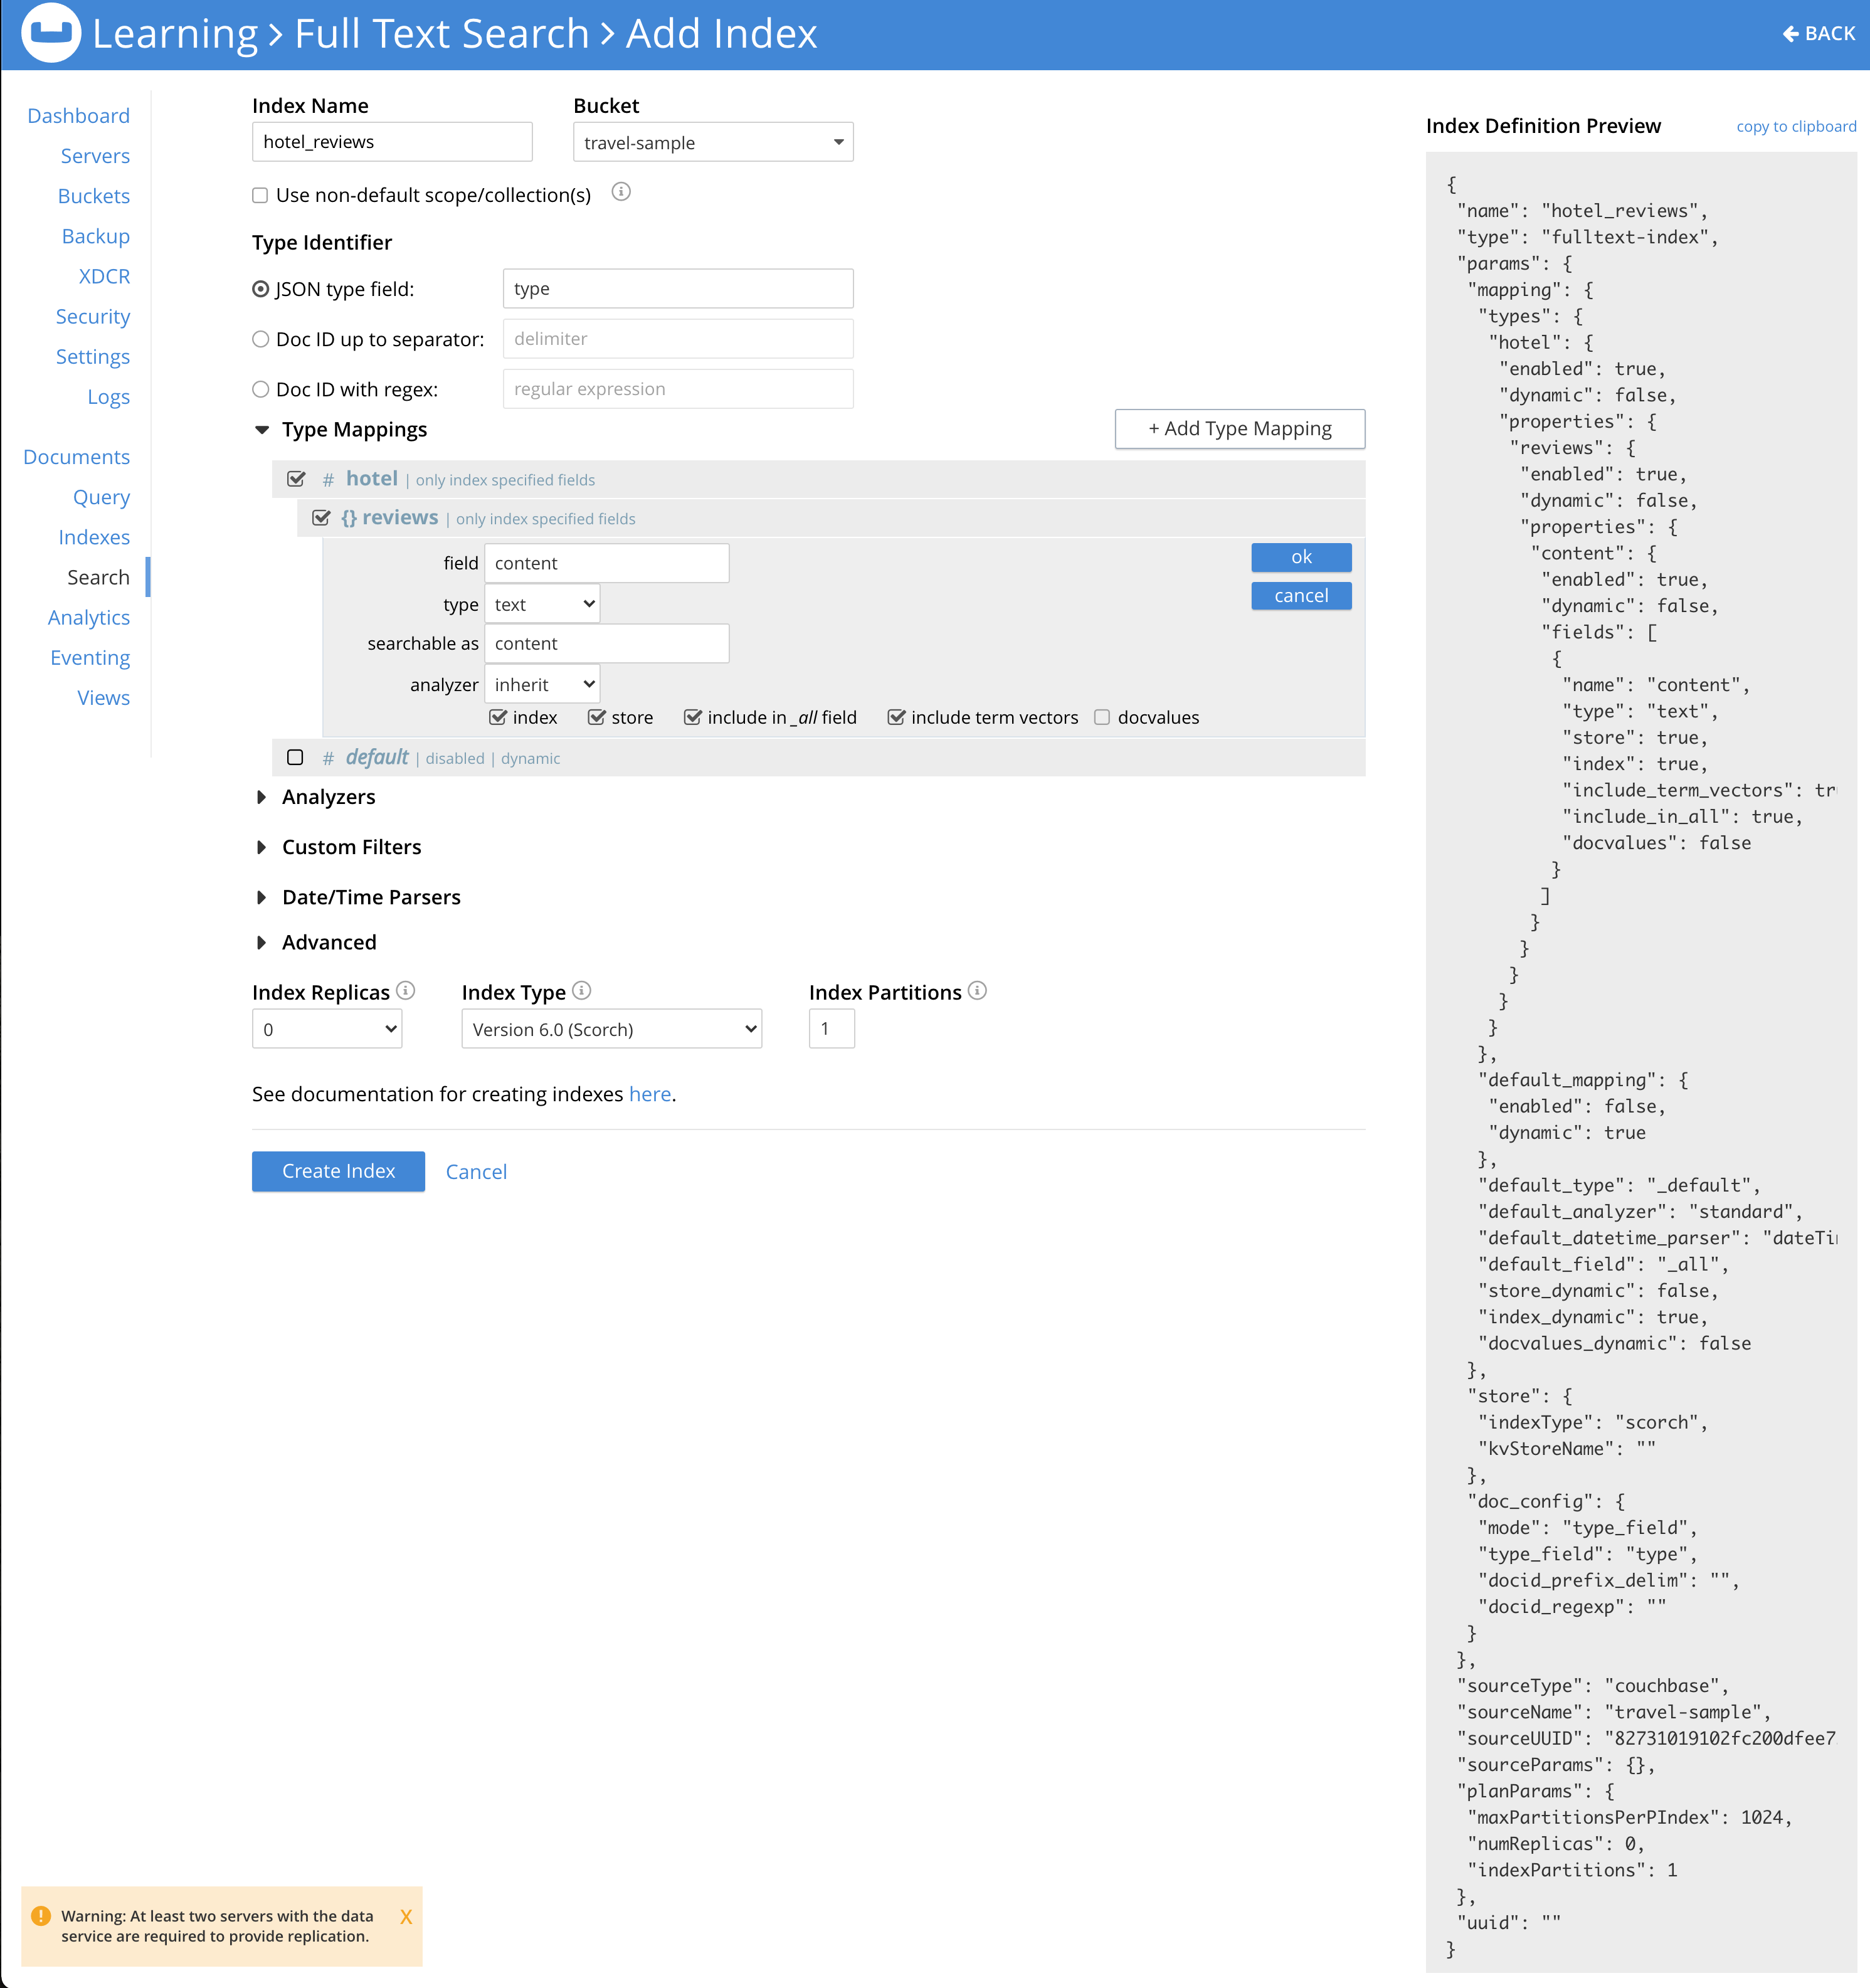 Learning > Full Text Search > Add Index
BACK
Dashboard
Servers
Buckets
Backup
XDCR
Security
Settings
Logs
Documents
Query
Indexes
Search
Analytics
Eventing
Views
Index Name
Bucket
hotel_reviews
travel-sample
Use non-default scope/collection(s)
Type Identifier
JSON type field:
type
Doc ID up to separator:
delimiter
Doc ID with regex:
regular expression
Type Mappings
+ Add Type Mapping
# hotel | only index specified fields
{} reviews | only index specified fields
field
content
ok
type
text
cancel
searchable as
content
analyzer
inherit
index
store
include in _all field
include term vectors
docvalues
# default | disabled | dynamic
Analyzers
Custom Filters
Date/Time Parsers
Advanced
Index Replicas
Index Type
Index Partitions
0
Version 6.0 (Scorch)
1
See documentation for creating indexes here.
Create Index
Cancel
Warning: At least two servers with the data
service are required to provide replication.
X
Index Definition Preview
copy to clipboard
{
"name": "hotel_reviews",
"type": "fulltext-index",
"params": {
"mapping": {
"types": {
"hotel": {
"enabled": true,
"dynamic": false,
"properties": {
"reviews": {
"enabled": true,
"dynamic": false,
"properties": {
"content": {
"enabled": true,
"dynamic": false,
"fields": [
{
"name": "content",
"type": "text",
"store": true,
"index": true,
"include_term_vectors": tr
"include_in_all": true,
"docvalues": false
}
]
}
}
}
}
}
},
"default_mapping": {
"enabled": false,
"dynamic": true
},
"default_type": "_default",
"default_analyzer": "standard",
"default_datetime_parser": "dateTi
"default_field": "_all",
"store_dynamic": false,
"index_dynamic": true,
"docvalues_dynamic": false
},
"store": {
"indexType": "scorch",
"kvStoreName": ""
},
"doc_config": {
"mode": "type_field",
"type_field": "type",
"docid_prefix_delim": "",
"docid_regexp": ""
}
},
"sourceType": "couchbase",
"sourceName": "travel-sample",
"sourceUUID": "82731019102fc200dfee7
"sourceParams": {},
"planParams": {
"maxPartitionsPerPIndex": 1024,
"numReplicas": 0,
"indexPartitions": 1
},
"uuid": ""
}